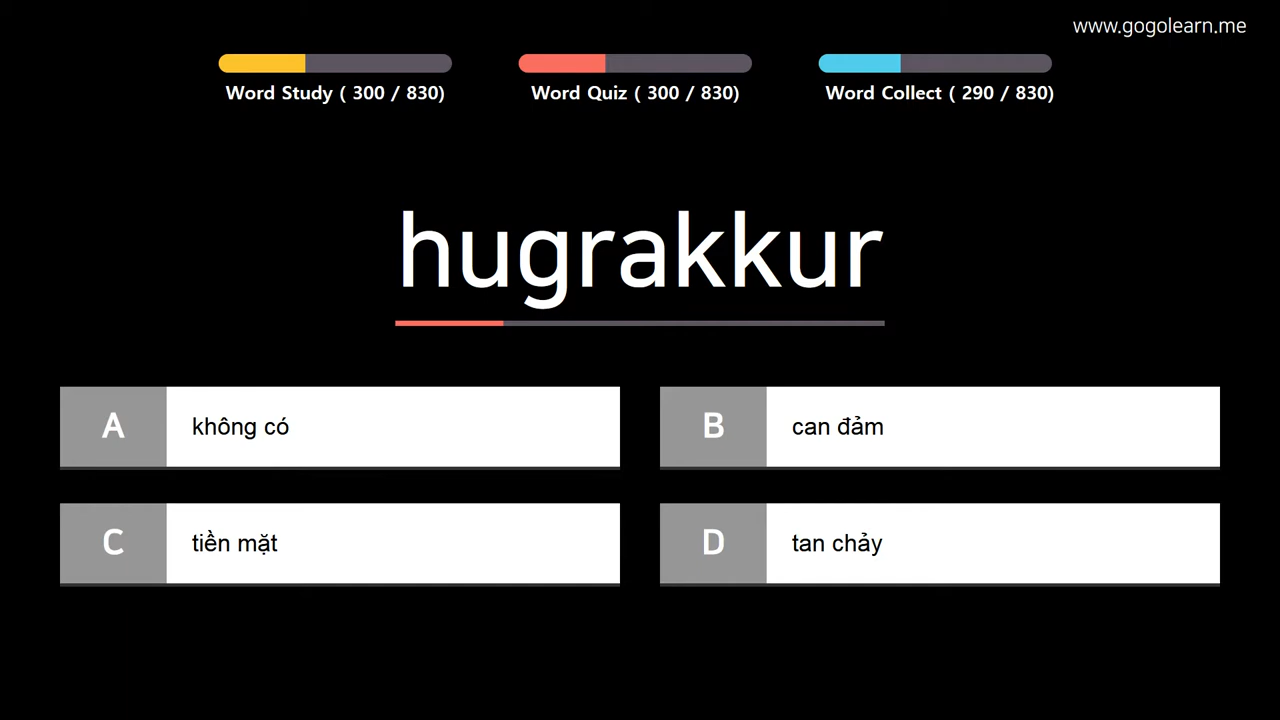 www.gogolearn.me
Word Study ( 300 / 830)
Word Quiz ( 300 / 830)
Word Collect ( 290 / 830)
hugrakkur
A không có
B can đảm
C tiền mặt
D tan chảy